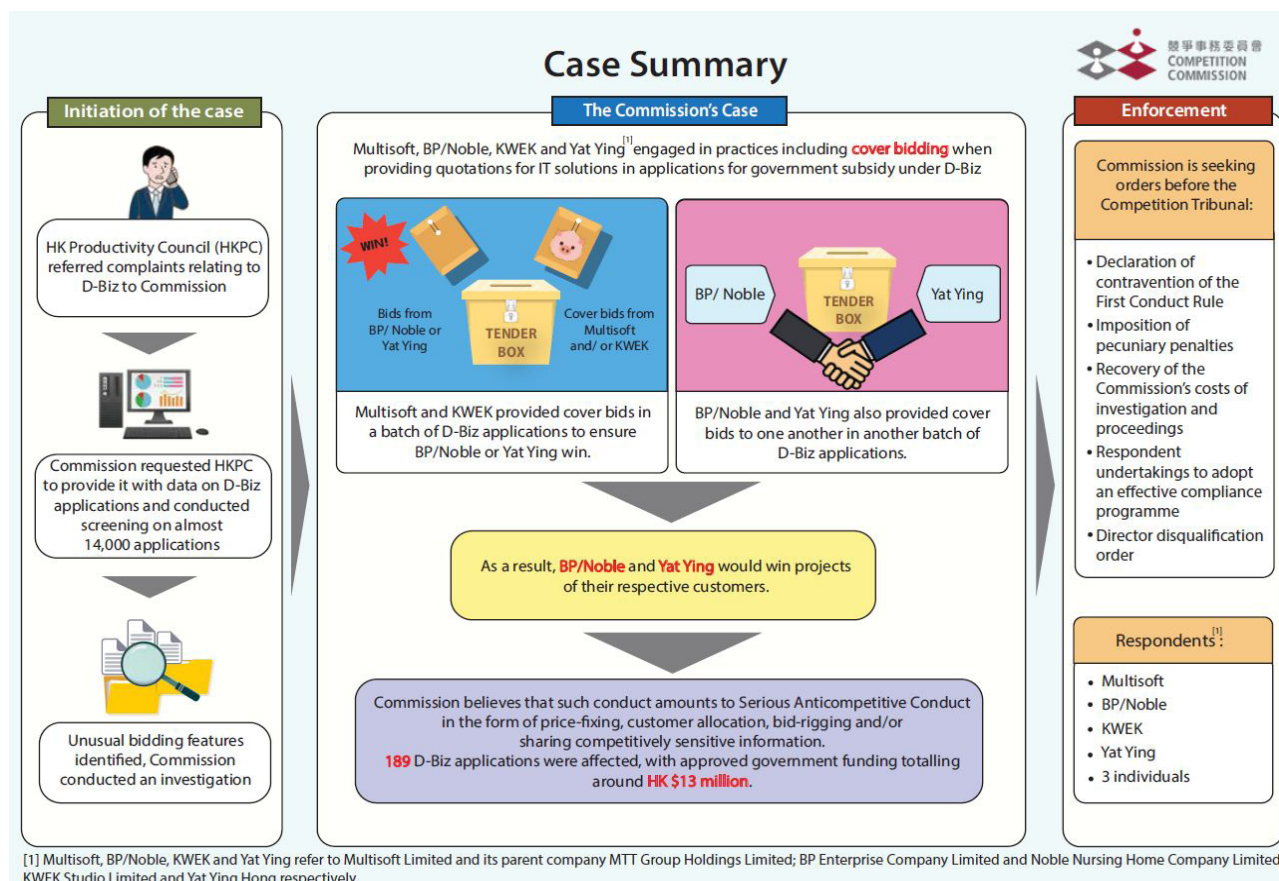 Case Summary
競爭事務委員會
COMPETITION
COMMISSION
Initiation of the case
HK Productivity Council (HKPC)
referred complaints relating to
D-Biz to Commission
Commission requested HKPC
to provide it with data on D-Biz
applications and conducted
screening on almost
14,000 applications
Unusual bidding features
identified, Commission
conducted an investigation
The Commission's Case
Multisoft, BP/Noble, KWEK and Yat Ying[1] engaged in practices including cover bidding when
providing quotations for IT solutions in applications for government subsidy under D-Biz
WIN!
Bids from
BP/ Noble or
Yat Ying
TENDER
BOX
Cover bids from
Multisoft
and/ or KWEK
Multisoft and KWEK provided cover bids in
a batch of D-Biz applications to ensure
BP/Noble or Yat Ying win.
BP/ Noble
TENDER
BOX
Yat Ying
BP/Noble and Yat Ying also provided cover
bids to one another in another batch of
D-Biz applications.
As a result, BP/Noble and Yat Ying would win projects
of their respective customers.
Commission believes that such conduct amounts to Serious Anticompetitive Conduct
in the form of price-fixing, customer allocation, bid-rigging and/or
sharing competitively sensitive information.
189 D-Biz applications were affected, with approved government funding totalling
around HK $13 million.
Enforcement
Commission is seeking
orders before the
Competition Tribunal:
• Declaration of
contravention of the
First Conduct Rule
• Imposition of
pecuniary penalties
• Recovery of the
Commission's costs of
investigation and
proceedings
• Respondent
undertakings to adopt
an effective compliance
programme
• Director disqualification
order
Respondents[1]:
• Multisoft
• BP/Noble
• KWEK
• Yat Ying
• 3 individuals
[1] Multisoft, BP/Noble, KWEK and Yat Ying refer to Multisoft Limited and its parent company MTT Group Holdings Limited; BP Enterprise Company Limited and Noble Nursing Home Company Limited
KWEK Studio Limited and Yat Ying Hong respectively